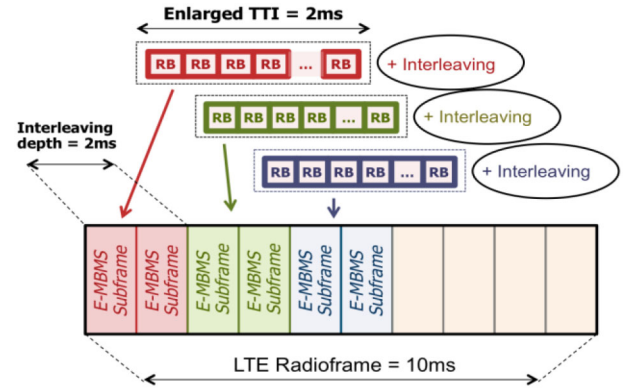 Enlarged TTI = 2ms
RB RB RB RB ... RB
+ Interleaving
RB RB RB RB ... RB
+ Interleaving
Interleaving
depth = 2ms
RB RB RB RB ... RB
+ Interleaving
E-MBMS
Subframe
E-MBMS
Subframe
E-MBMS
Subframe
E-MBMS
Subframe
E-MBMS
Subframe
E-MBMS
Subframe
LTE Radioframe = 10ms